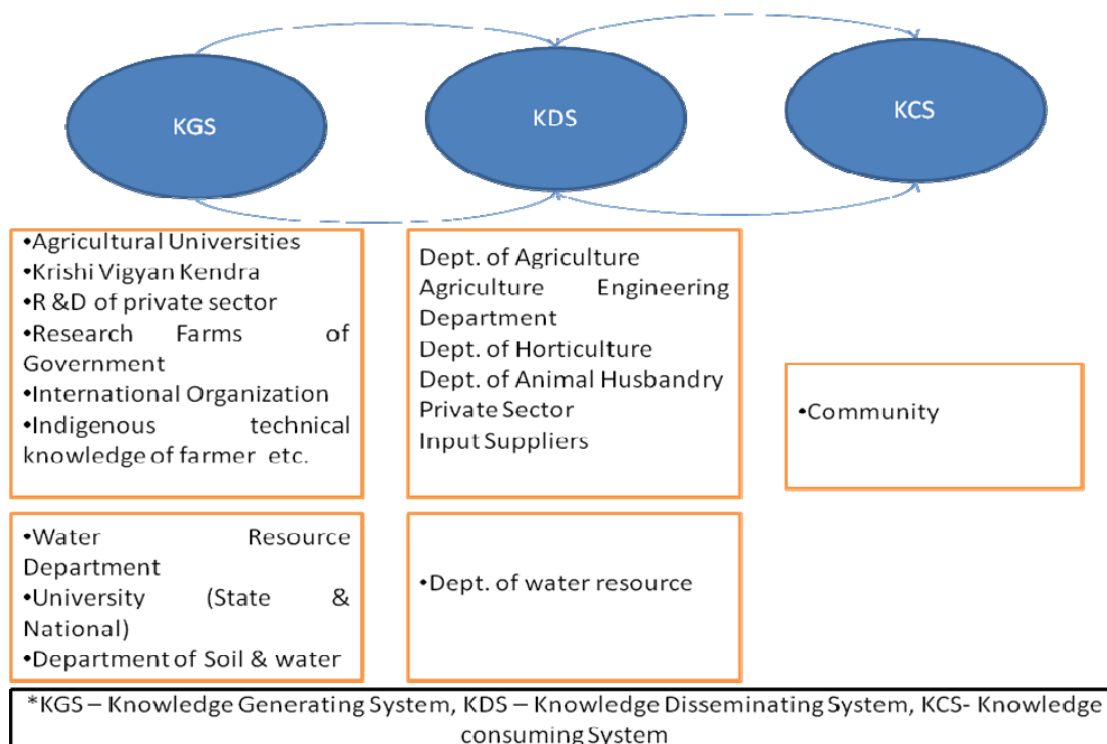 KGS
KDS
KCS
•Agricultural Universities
•Krishi Vigyan Kendra
•R &D of private sector
•Research Farms of
Government
•International Organization
•Indigenous technical
knowledge of farmer etc.
Dept. of Agriculture
Agriculture Engineering
Department
Dept. of Horticulture
Dept. of Animal Husbandry
Private Sector
Input Suppliers
•Community
•Water Resource
Department
•University (State &
National)
•Department of Soil & water
•Dept. of water resource
*KGS – Knowledge Generating System, KDS – Knowledge Disseminating System, KCS- Knowledge
consuming System